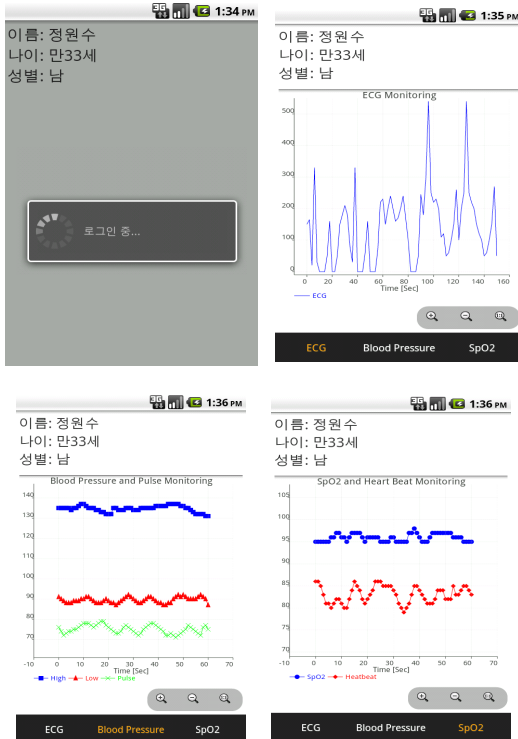 3G 1:34 PM
이름: 정원수
나이: 만33세
성별: 남
로그인 중...
3G 1:35 PM
이름: 정원수
나이: 만33세
성별: 남
ECG Monitoring
500
400
300
200
100
0
0 20 40 60 80 100 120 140 160
Time [Sec]
ECG
ECG Blood Pressure SpO2
3G 1:36 PM
이름: 정원수
나이: 만33세
성별: 남
Blood Pressure and Pulse Monitoring
140
130
120
110
100
90
80
70
-10 0 10 20 30 40 50 60 70
Time [Sec]
High Low Pulse
ECG Blood Pressure SpO2
3G 1:36 PM
이름: 정원수
나이: 만33세
성별: 남
SpO2 and Heart Beat Monitoring
105
100
95
90
85
80
75
70
-10 0 10 20 30 40 50 60 70
Time [Sec]
SpO2 Heatbeat
ECG Blood Pressure SpO2